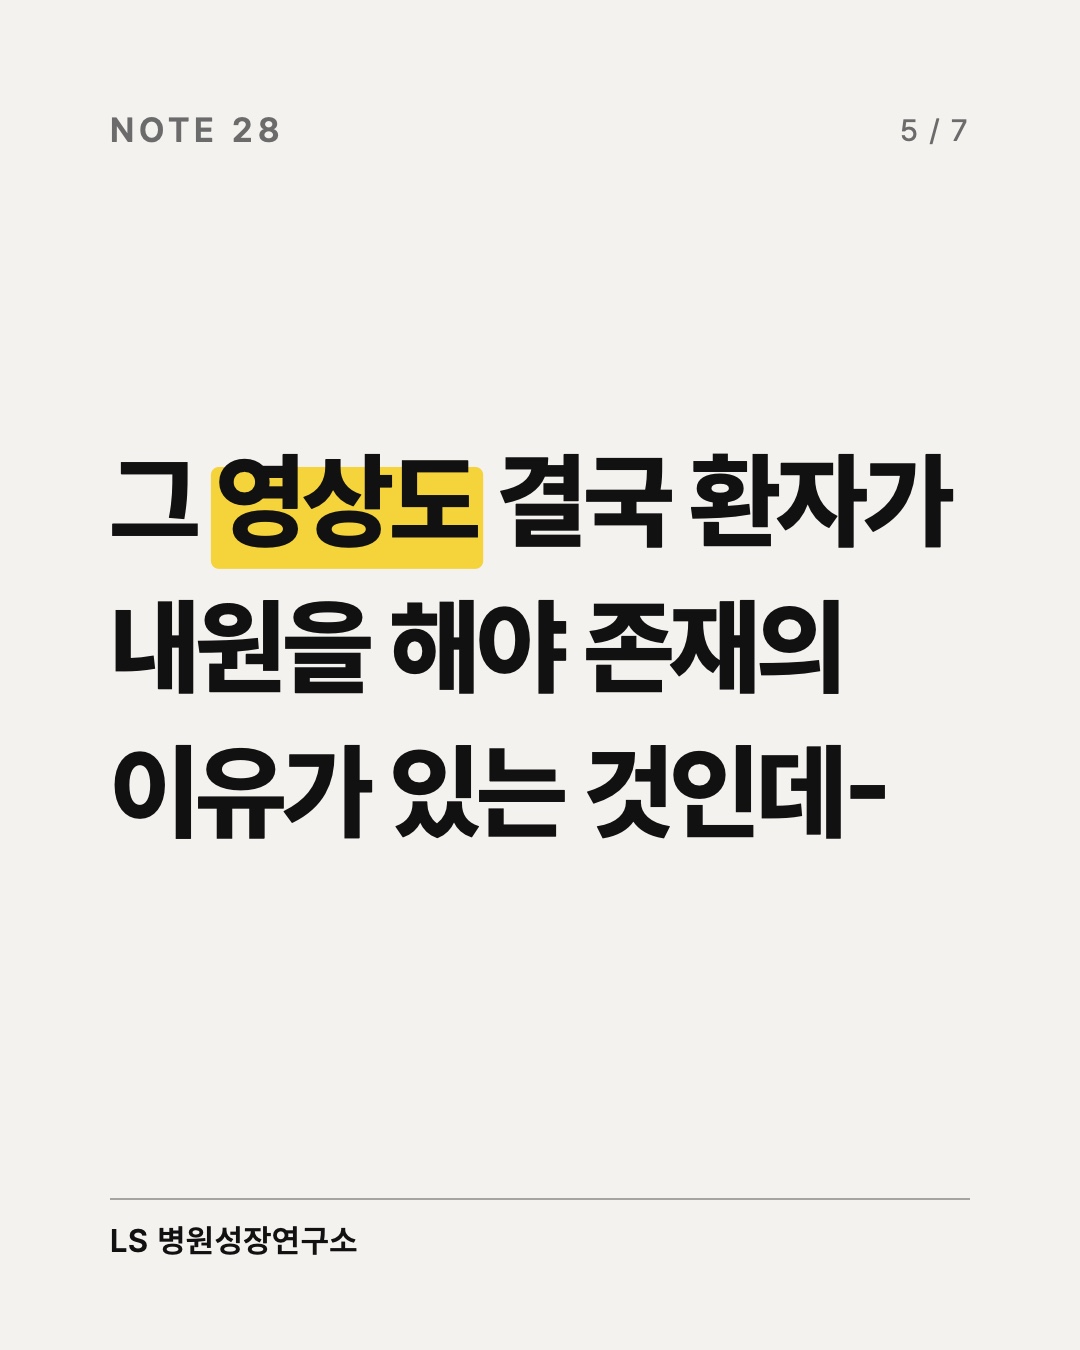 NOTE 28
5 / 7
그 영상도 결국 환자가
내원을 해야 존재의
이유가 있는 것인데-
LS 병원성장연구소